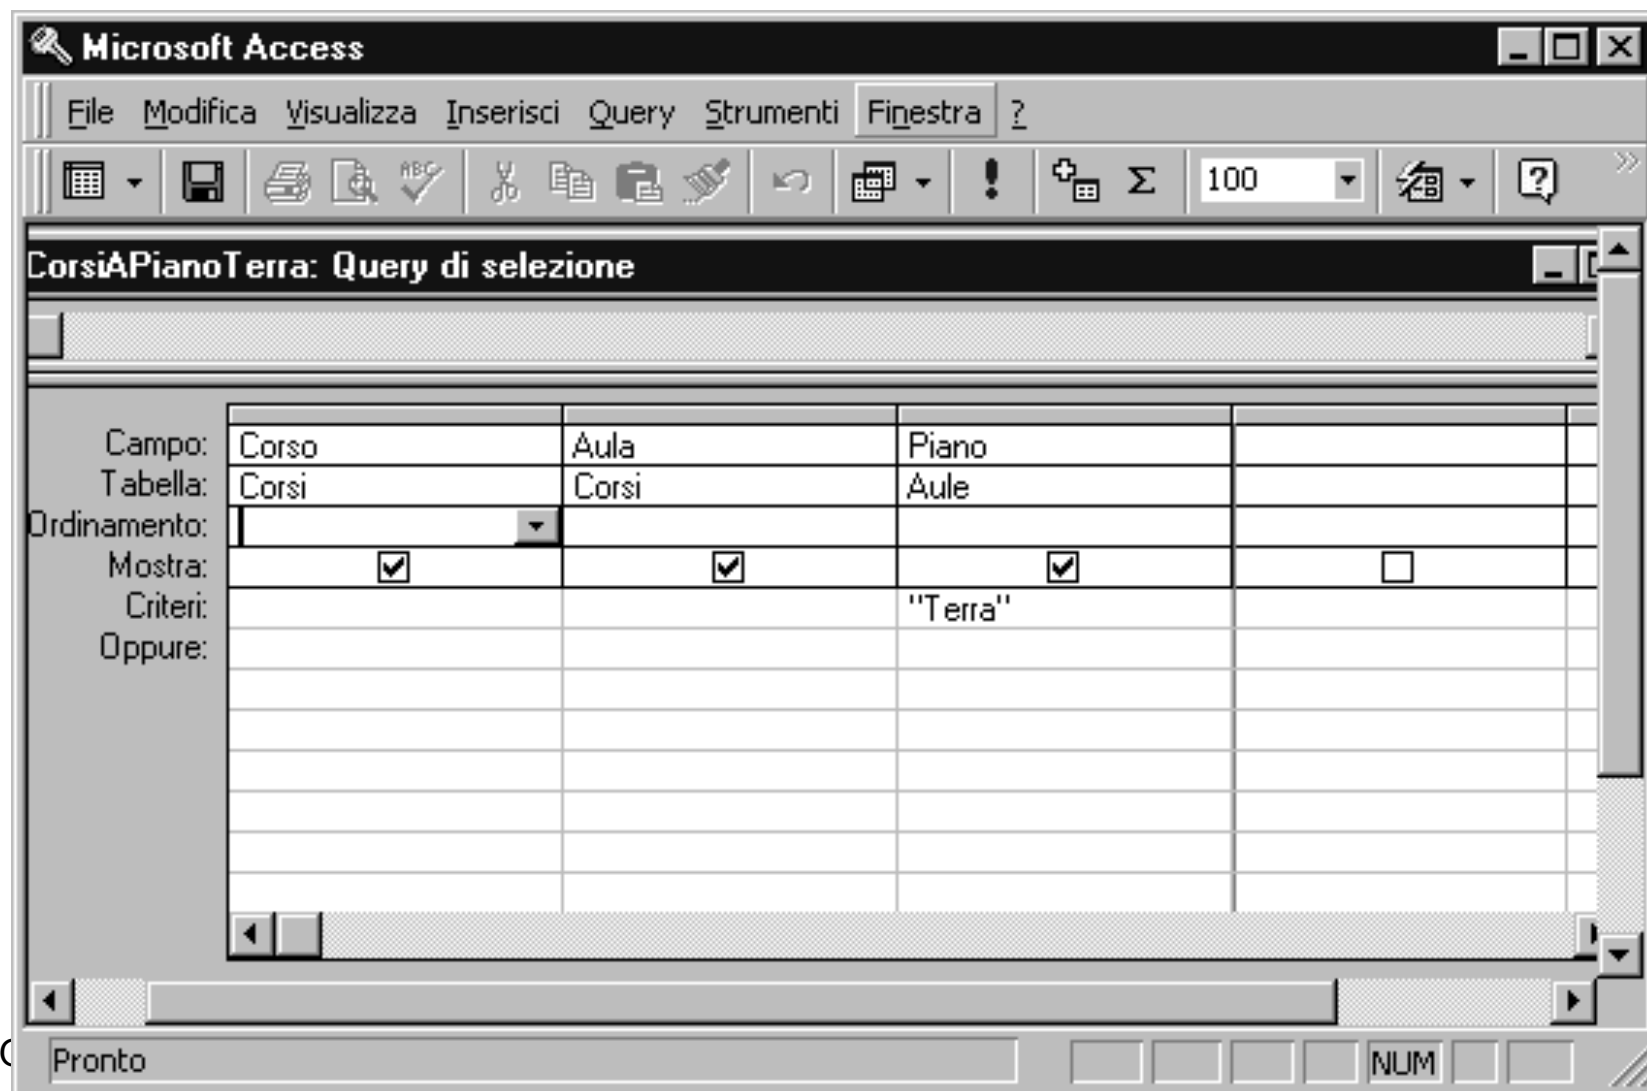 Microsoft Access
File Modifica Visualizza Inserisci Query Strumenti Finestra ?
ABC 100
CorsiAPianoTerra: Query di selezione
Campo: Corso Aula Piano
Tabella: Corsi Corsi Aule
Ordinamento:
Mostra:
Criteri: "Terra"
Oppure:
Pronto NUM